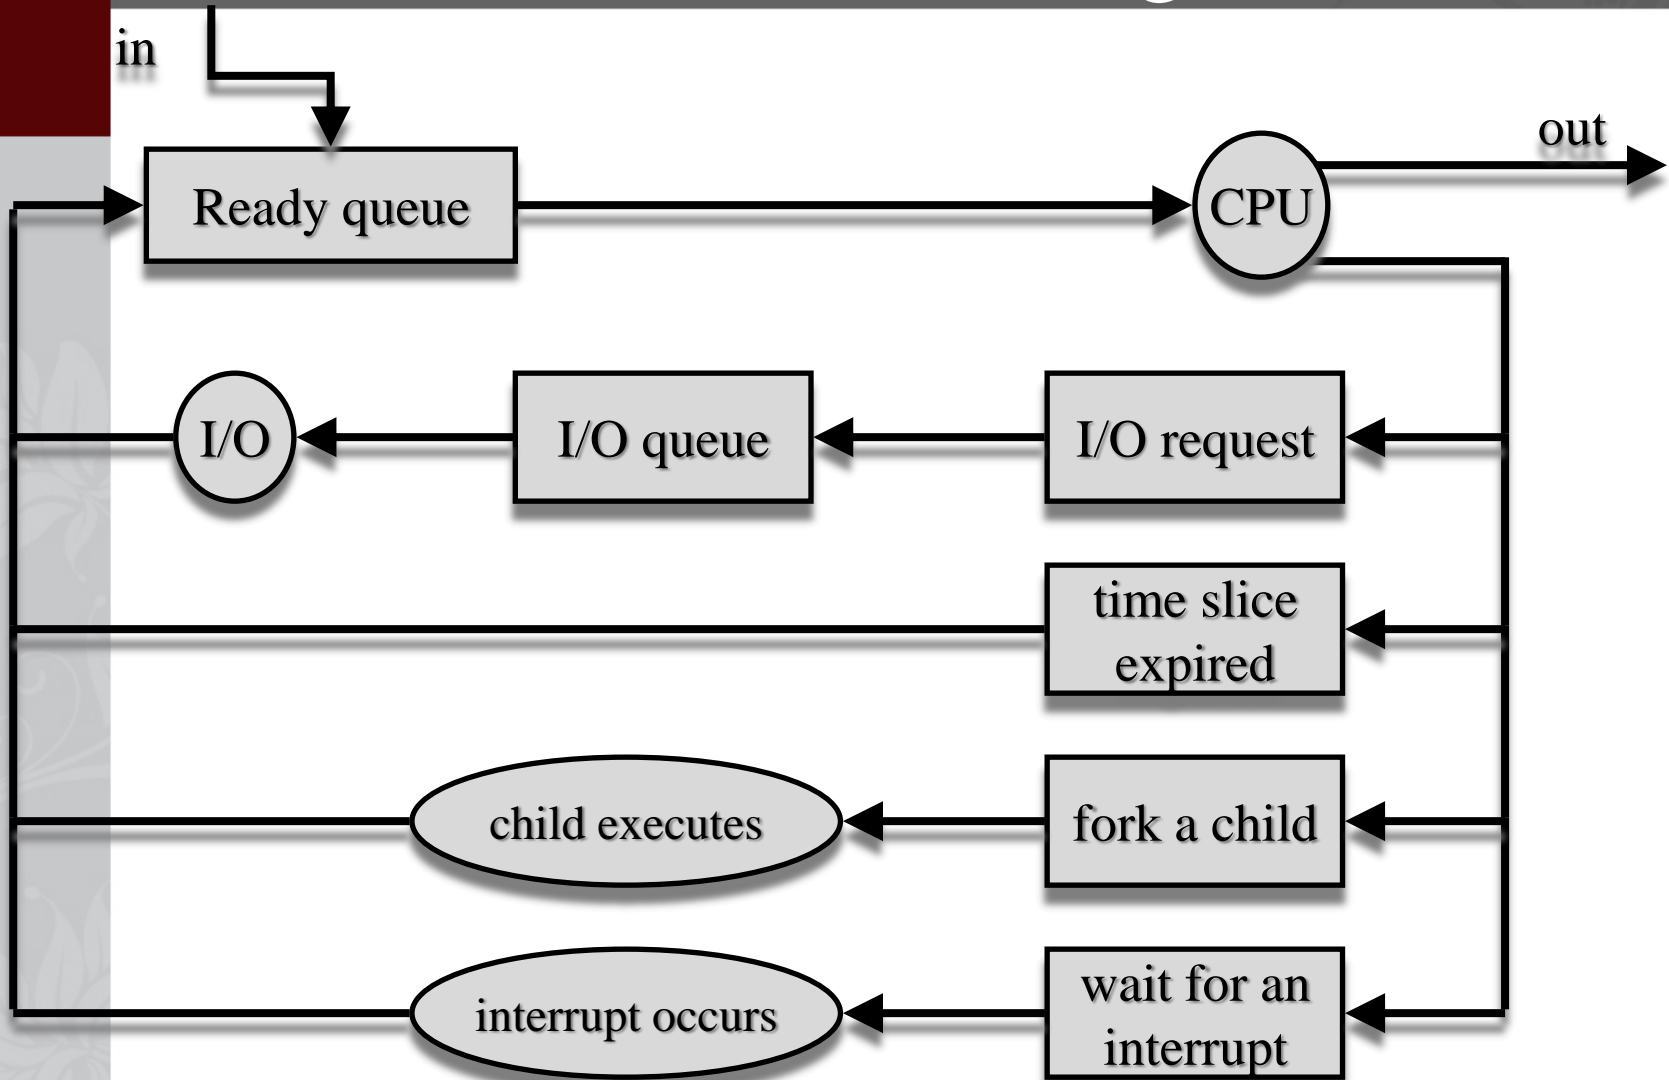 in
out
Ready queue
CPU
I/O
I/O queue
I/O request
time slice
expired
child executes
fork a child
interrupt occurs
wait for an
interrupt